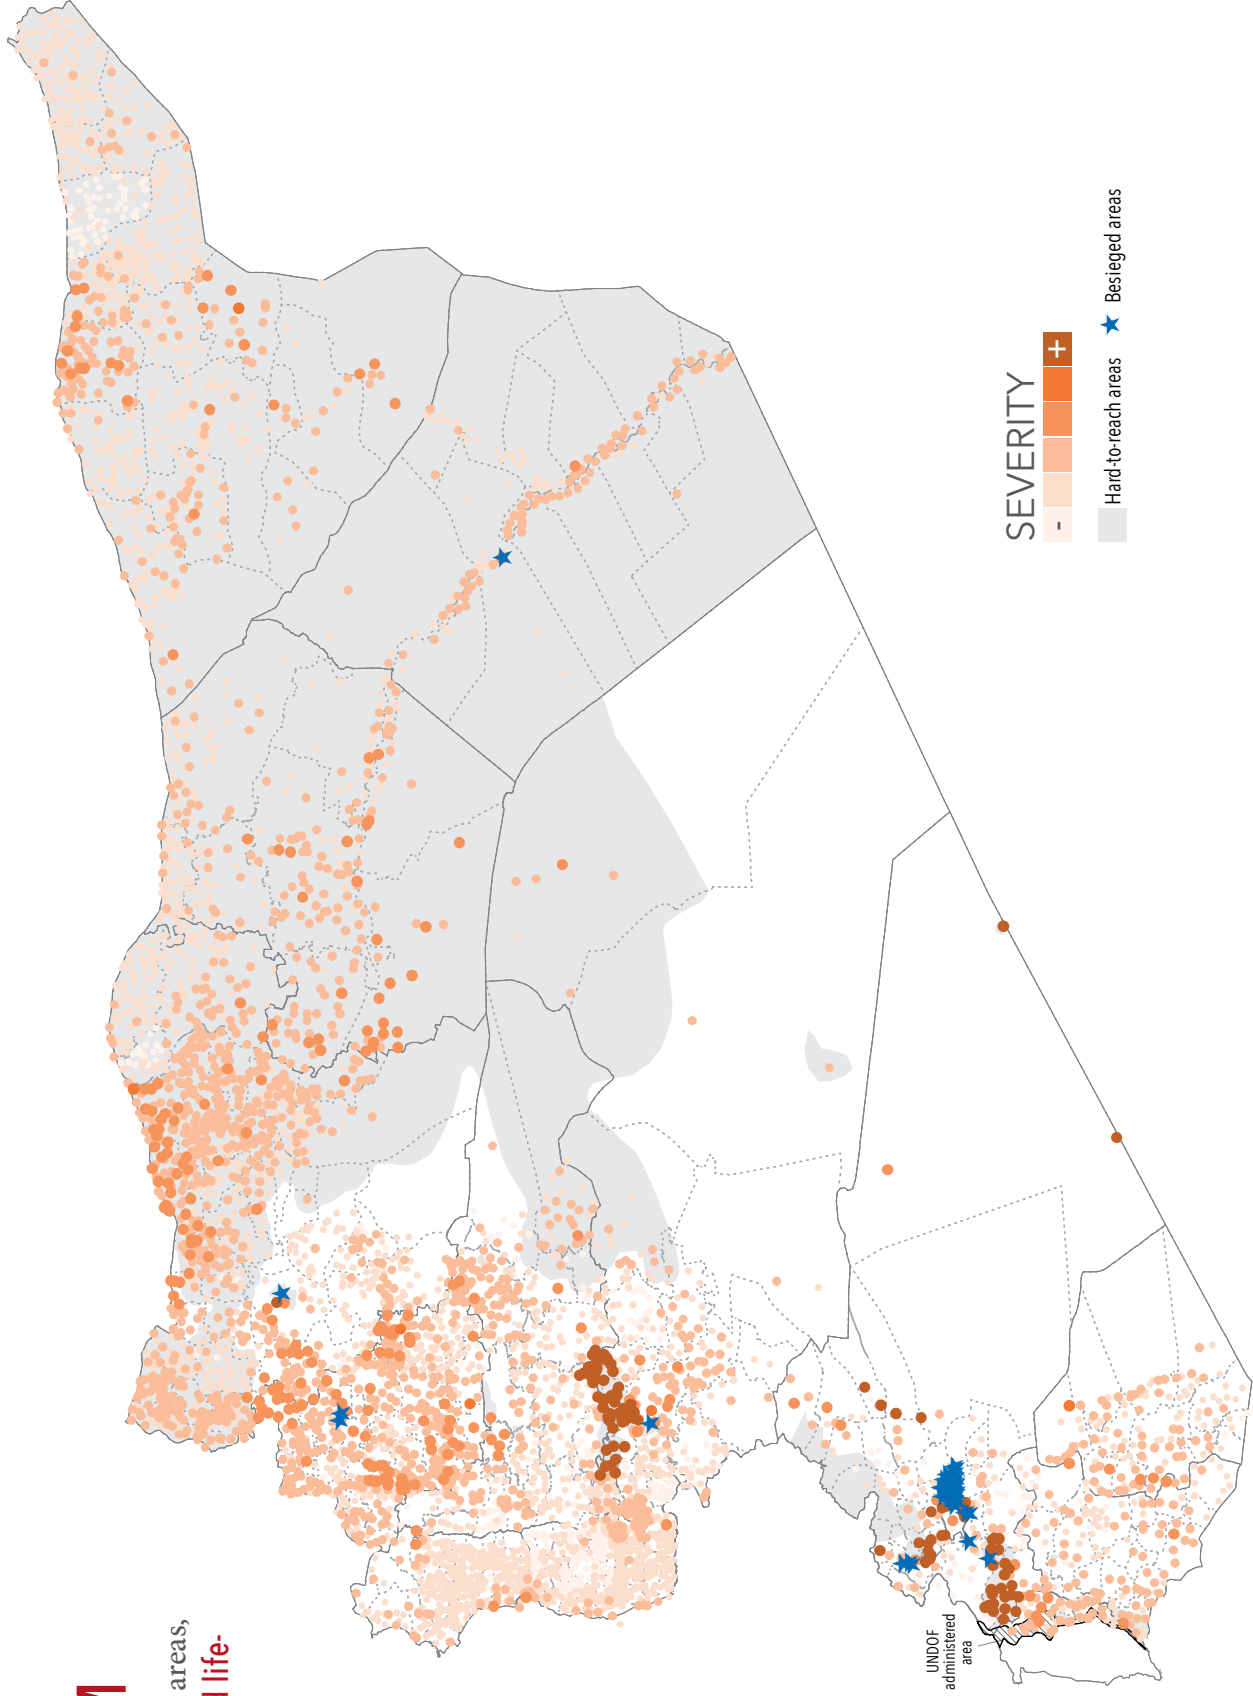 M
areas,
l life-
SEVERITY
- +
Hard-to-reach areas
Besieged areas
UNDOF
administered
area